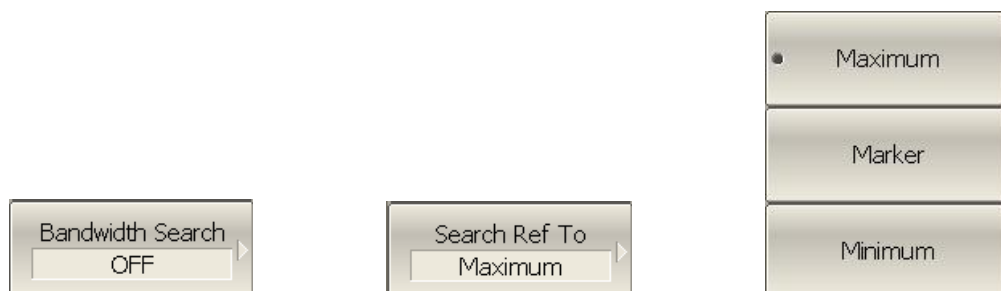 Bandwidth Search
OFF
Search Ref To
Maximum
Maximum
Marker
Minimum